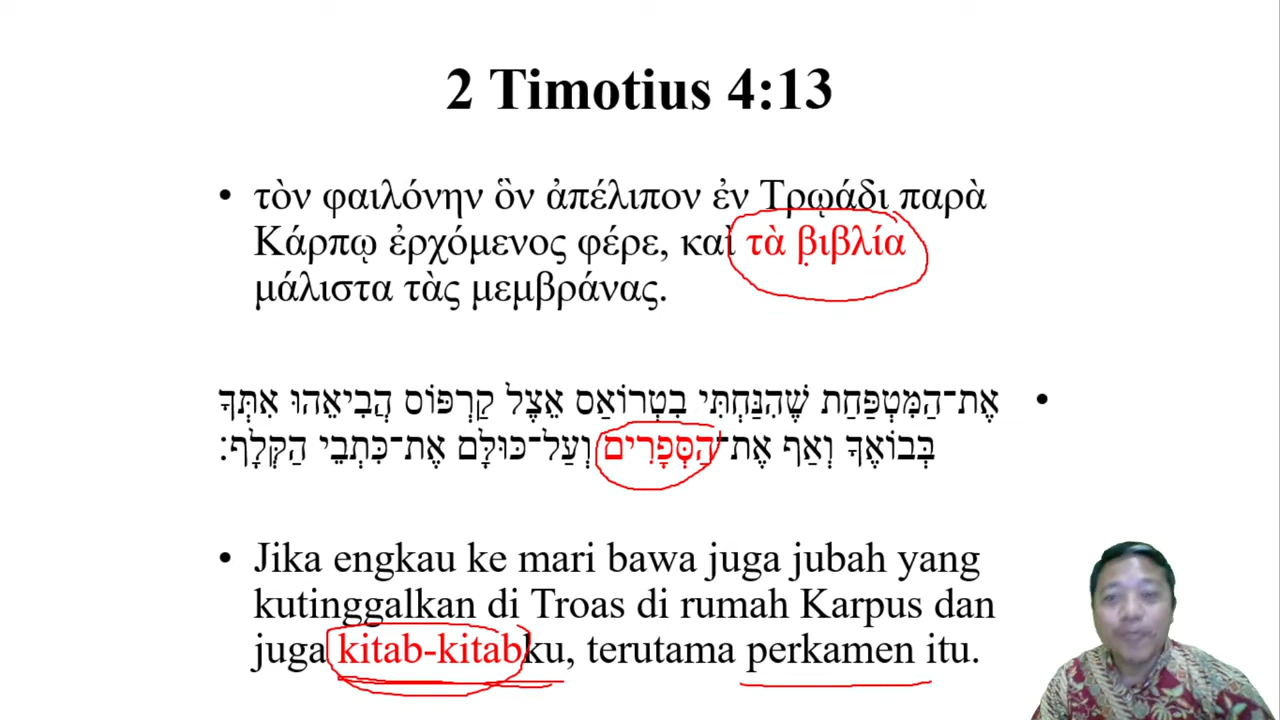 2 Timotius 4:13
• τὸν φαιλόνην ὃν ἀπέλιπον ἐν Τρῳάδι παρὰ
Κάρπῳ ἐρχόμενος φέρε, καὶ τὰ βιβλία
μάλιστα τὰς μεμβράνας.
• אֶת־הַמִּטְפַּחַת שֶׁהִנַּחְתִּי בִטְרוֹאַס אֵצֶל קַרְפּוֹס הֲבִיאֵהוּ אִתְּךָ
בְּבוֹאֶךָ וְאַף אֶת־הַסְּפָרִים וְעַל־כּוּלָּם אֶת־כִּתְבֵי הַקְּלָף׃
• Jika engkau ke mari bawa juga jubah yang
kutinggalkan di Troas di rumah Karpus dan
juga kitab-kitabku, terutama perkamen itu.